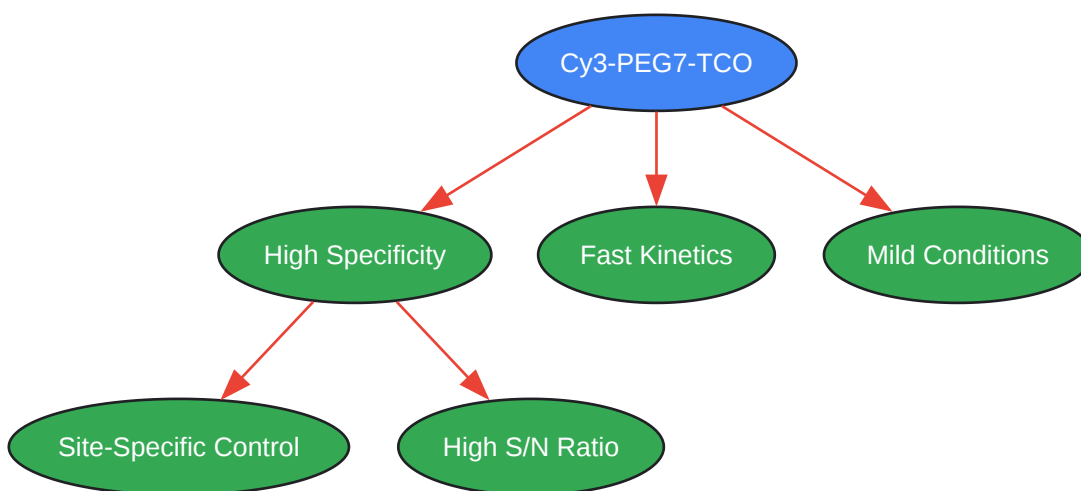 Cy3-PEG7-TCO
High Specificity
Fast Kinetics
Mild Conditions
Site-Specific Control
High S/N Ratio